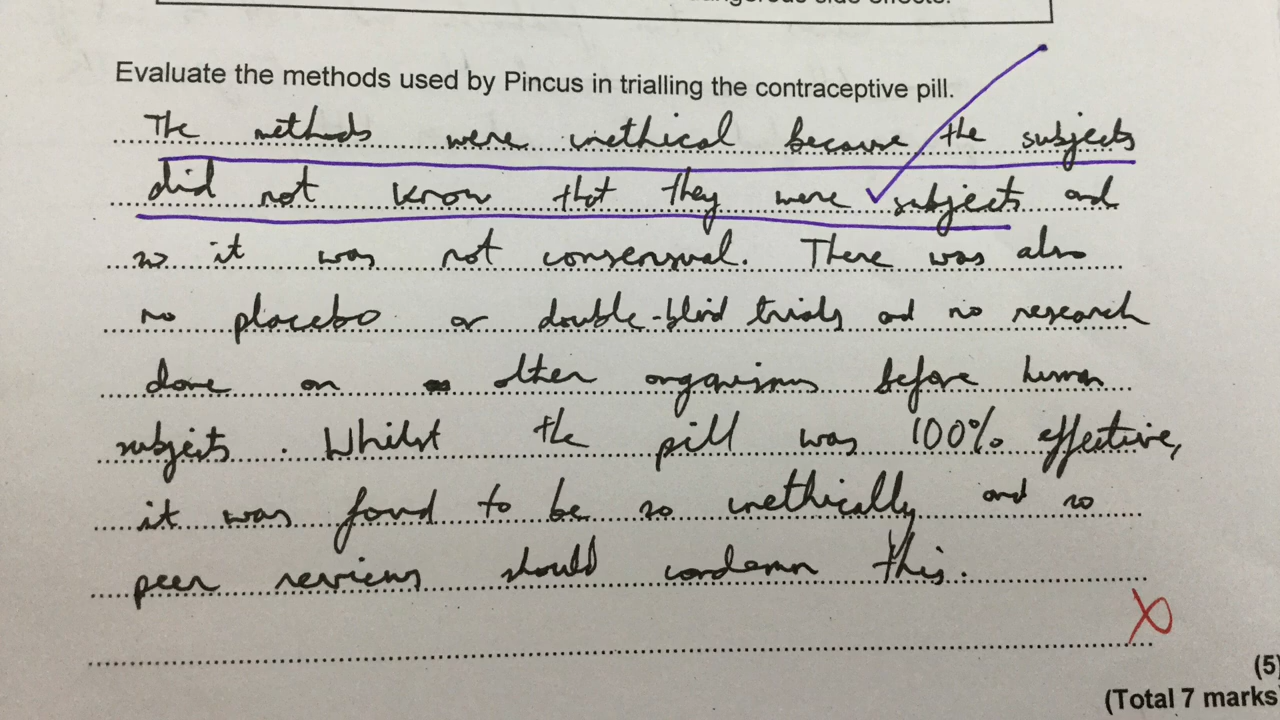 dangerous side effects.
Evaluate the methods used by Pincus in trialling the contraceptive pill.
The methods were unethical because the subjects
did not know that they were subjects and
so it was not consensual. There was also
no placebo or double-blind trials and no research
done on other organisms before human
subjects. Whilst the pill was 100% effective,
it was found to be so unethically and so
peer reviews should condemn this.
(5)
(Total 7 marks